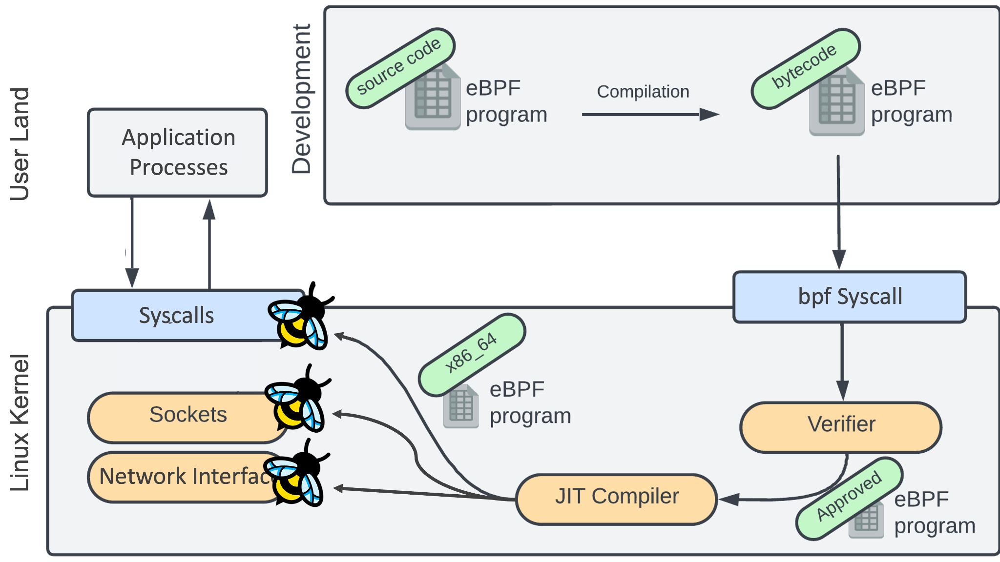 User Land
Development
source code
eBPF
program
Compilation
bytecode
eBPF
program
Application
Processes
Linux Kernel
Syscalls
bpf Syscall
x86_64
eBPF
program
Sockets
Verifier
Network Interfac
JIT Compiler
Approved
eBPF
program